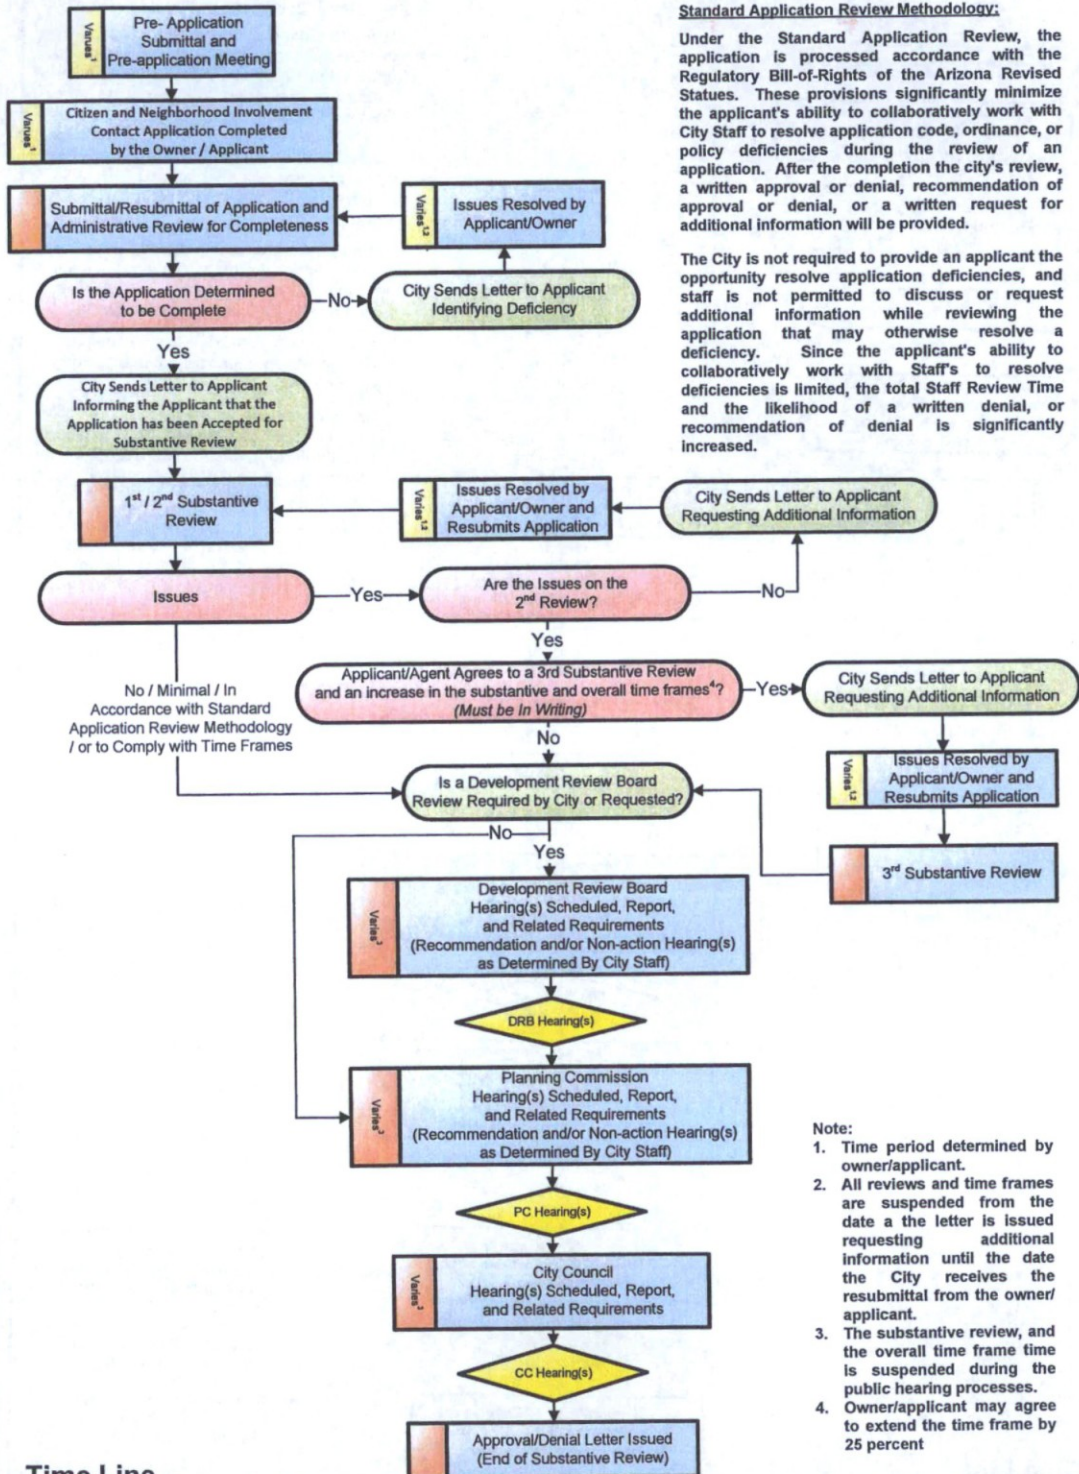 Pre- Application
Submittal and
Pre-application Meeting
Varues¹
Citizen and Neighborhood Involvement
Contact Application Completed
by the Owner / Applicant
Varues¹
Submittal/Resubmittal of Application and
Administrative Review for Completeness
Issues Resolved by
Applicant/Owner
Varies¹,²
Is the Application Determined
to be Complete
No
City Sends Letter to Applicant
Identifying Deficiency
Yes
City Sends Letter to Applicant
Informing the Applicant that the
Application has been Accepted for
Substantive Review
Standard Application Review Methodology:
Under the Standard Application Review, the
application is processed accordance with the
Regulatory Bill-of-Rights of the Arizona Revised
Statues. These provisions significantly minimize
the applicant's ability to collaboratively work with
City Staff to resolve application code, ordinance, or
policy deficiencies during the review of an
application. After the completion the city's review,
a written approval or denial, recommendation of
approval or denial, or a written request for
additional information will be provided.
The City is not required to provide an applicant the
opportunity resolve application deficiencies, and
staff is not permitted to discuss or request
additional information while reviewing the
application that may otherwise resolve a
deficiency. Since the applicant's ability to
collaboratively work with Staff's to resolve
deficiencies is limited, the total Staff Review Time
and the likelihood of a written denial, or
recommendation of denial is significantly
increased.
1st / 2nd Substantive
Review
Varies¹,²
Issues Resolved by
Applicant/Owner and
Resubmits Application
City Sends Letter to Applicant
Requesting Additional Information
Issues
Yes
Are the Issues on the
2nd Review?
No
Yes
No / Minimal / In
Accordance with Standard
Application Review Methodology
/ or to Comply with Time Frames
Applicant/Agent Agrees to a 3rd Substantive Review
and an increase in the substantive and overall time frames⁴?
(Must be In Writing)
Yes
City Sends Letter to Applicant
Requesting Additional Information
No
Varies¹,²
Issues Resolved by
Applicant/Owner and
Resubmits Application
Is a Development Review Board
Review Required by City or Requested?
No
Yes
3rd Substantive Review
Varies³
Development Review Board
Hearing(s) Scheduled, Report,
and Related Requirements
(Recommendation and/or Non-action Hearing(s)
as Determined By City Staff)
DRB Hearing(s)
Varies³
Planning Commission
Hearing(s) Scheduled, Report,
and Related Requirements
(Recommendation and/or Non-action Hearing(s)
as Determined By City Staff)
PC Hearing(s)
Varies³
City Council
Hearing(s) Scheduled, Report,
and Related Requirements
CC Hearing(s)
Approval/Denial Letter Issued
(End of Substantive Review)
Note:
1. Time period determined by
owner/applicant.
2. All reviews and time frames
are suspended from the
date a the letter is issued
requesting additional
information until the date
the City receives the
resubmittal from the owner/
applicant.
3. The substantive review, and
the overall time frame time
is suspended during the
public hearing processes.
4. Owner/applicant may agree
to extend the time frame by
25 percent
Time Line